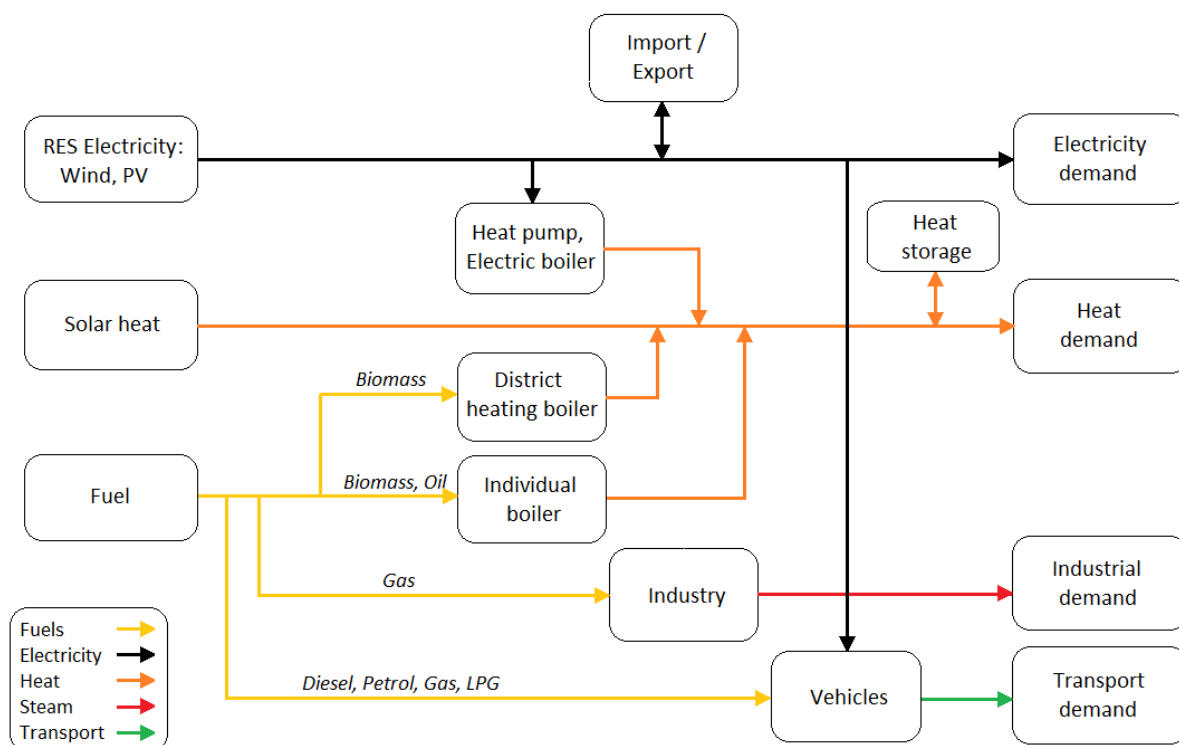 Import /
Export
RES Electricity:
Wind, PV
Electricity
demand
Heat pump,
Electric boiler
Heat
storage
Solar heat
Heat
demand
Biomass
District
heating boiler
Fuel
Biomass, Oil
Individual
boiler
Gas
Industry
Industrial
demand
Fuels
Electricity
Heat
Steam
Transport
Diesel, Petrol, Gas, LPG
Vehicles
Transport
demand